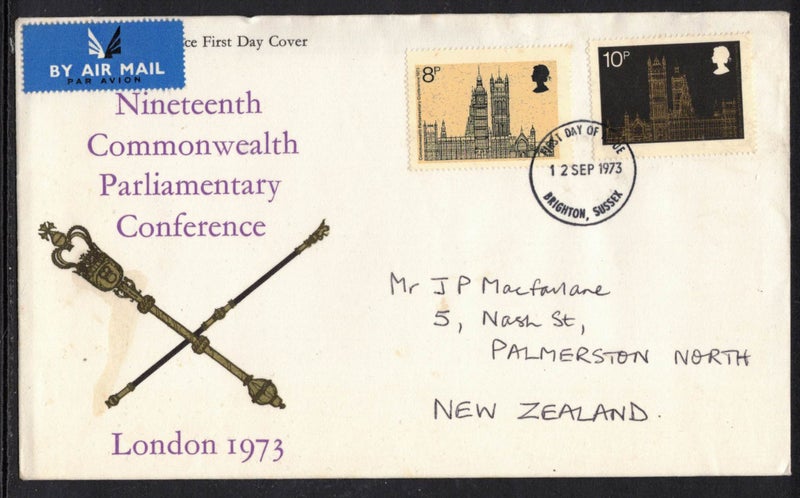 BY AIR MAIL
PAR AVION
First Day Cover
8P
10P
FIRST DAY OF
12 SEP 1973
BRIGHTON, SUSSEX
Nineteenth
Commonwealth
Parliamentary
Conference
Mr J P Macfarlane
5, Nash St,
PALMERSTON NORTH
NEW ZEALAND.
London 1973